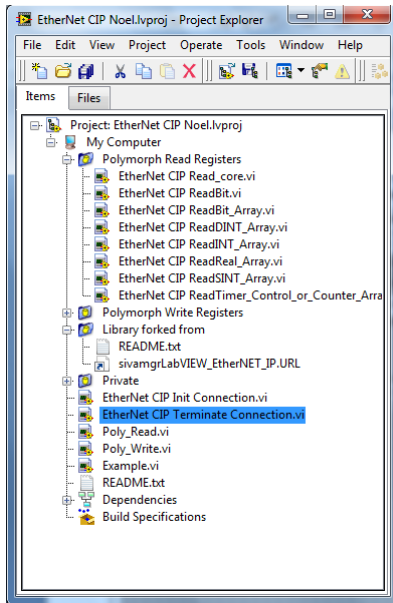 EtherNet CIP Noel.lvproj - Project Explorer
File Edit View Project Operate Tools Window Help
Items Files
Project: EtherNet CIP Noel.lvproj
My Computer
Polymorph Read Registers
EtherNet CIP Read_core.vi
EtherNet CIP ReadBit.vi
EtherNet CIP ReadBit_Array.vi
EtherNet CIP ReadDINT_Array.vi
EtherNet CIP ReadINT_Array.vi
EtherNet CIP ReadReal_Array.vi
EtherNet CIP ReadSINT_Array.vi
EtherNet CIP ReadTimer_Control_or_Counter_Arra
Polymorph Write Registers
Library forked from
README.txt
sivamgrLabVIEW_EtherNET_IP.URL
Private
EtherNet CIP Init Connection.vi
EtherNet CIP Terminate Connection.vi
Poly_Read.vi
Poly_Write.vi
Example.vi
README.txt
Dependencies
Build Specifications